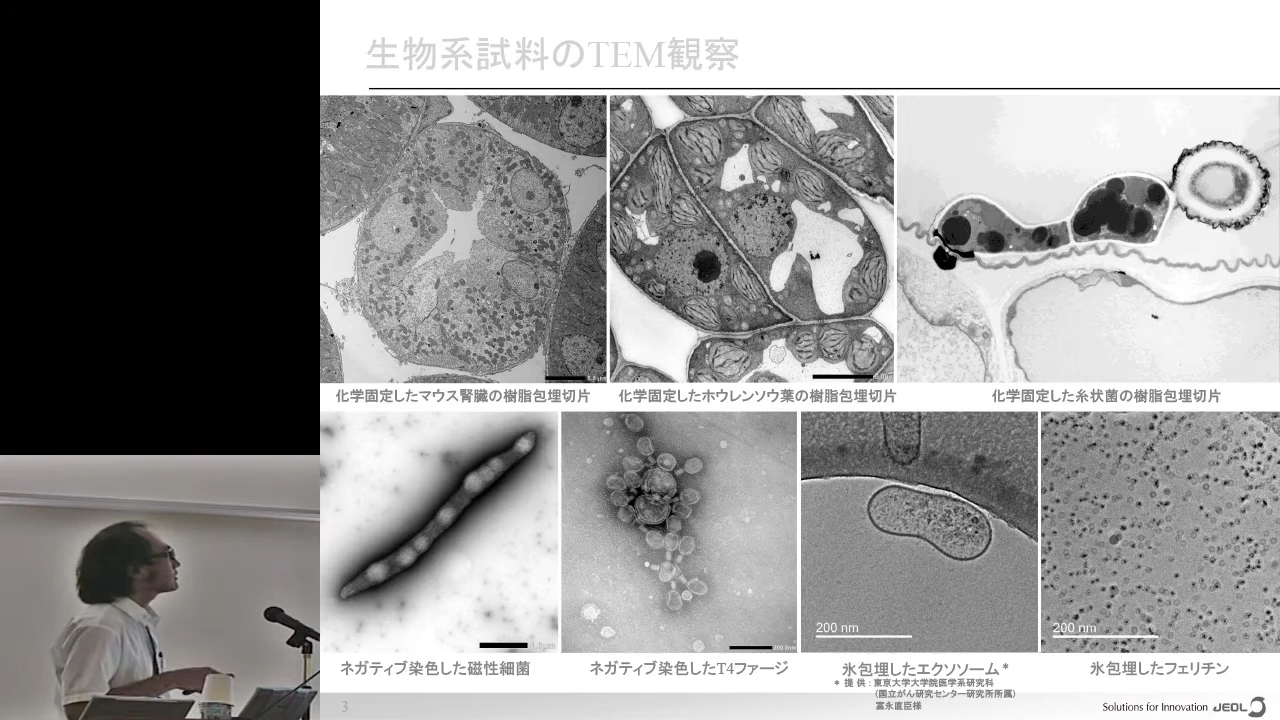 生物系試料のTEM観察
化学固定したマウス腎臓の樹脂包埋切片
化学固定したホウレンソウ葉の樹脂包埋切片
化学固定した糸状菌の樹脂包埋切片
200 nm
200 nm
ネガティブ染色した磁性細菌
ネガティブ染色したT4ファージ
氷包埋したエクソソーム*
氷包埋したフェリチン
* 提 供 : 東京大学大学院医学系研究科
(国立がん研究センター研究所所属)
富永直臣様
3
Solutions for Innovation JEOL